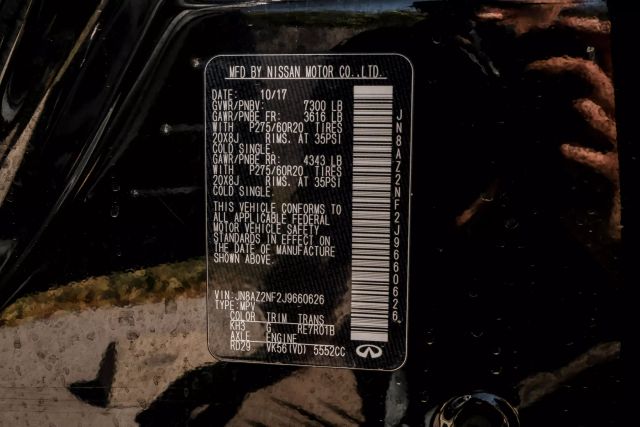 MFD BY NISSAN MOTOR CO.,LTD.
DATE: 10/17
GVWR/PNBV: 7300 LB
GAWR/PNBE FR: 3616 LB
WITH P275/60R20 TIRES
20X8J RIMS. AT 35PSI
COLD SINGLE.
GAWR/PNBE RR: 4343 LB
WITH P275/60R20 TIRES
20X8J RIMS. AT 35PSI
COLD SINGLE.
THIS VEHICLE CONFORMS TO
ALL APPLICABLE FEDERAL
MOTOR VEHICLE SAFETY
STANDARDS IN EFFECT ON
THE DATE OF MANUFACTURE
SHOWN ABOVE.
VIN:JN8AZ2NF2J9660626
TYPE:MPV
COLOR TRIM TRANS
KH3 G RE7R01B
AXLE ENGINE
RD29 VK56(VD) 5552CC
JN8AZ2NF2J9660626